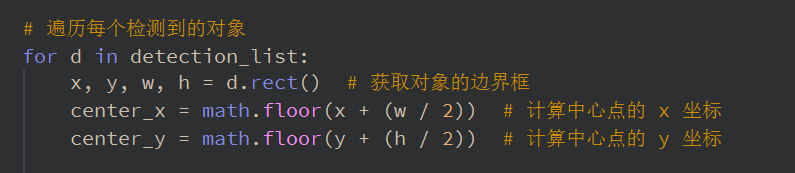 # 遍历每个检测到的对象
for d in detection_list:
    x, y, w, h = d.rect()  # 获取对象的边界框
    center_x = math.floor(x + (w / 2))  # 计算中心点的 x 坐标
    center_y = math.floor(y + (h / 2))  # 计算中心点的 y 坐标